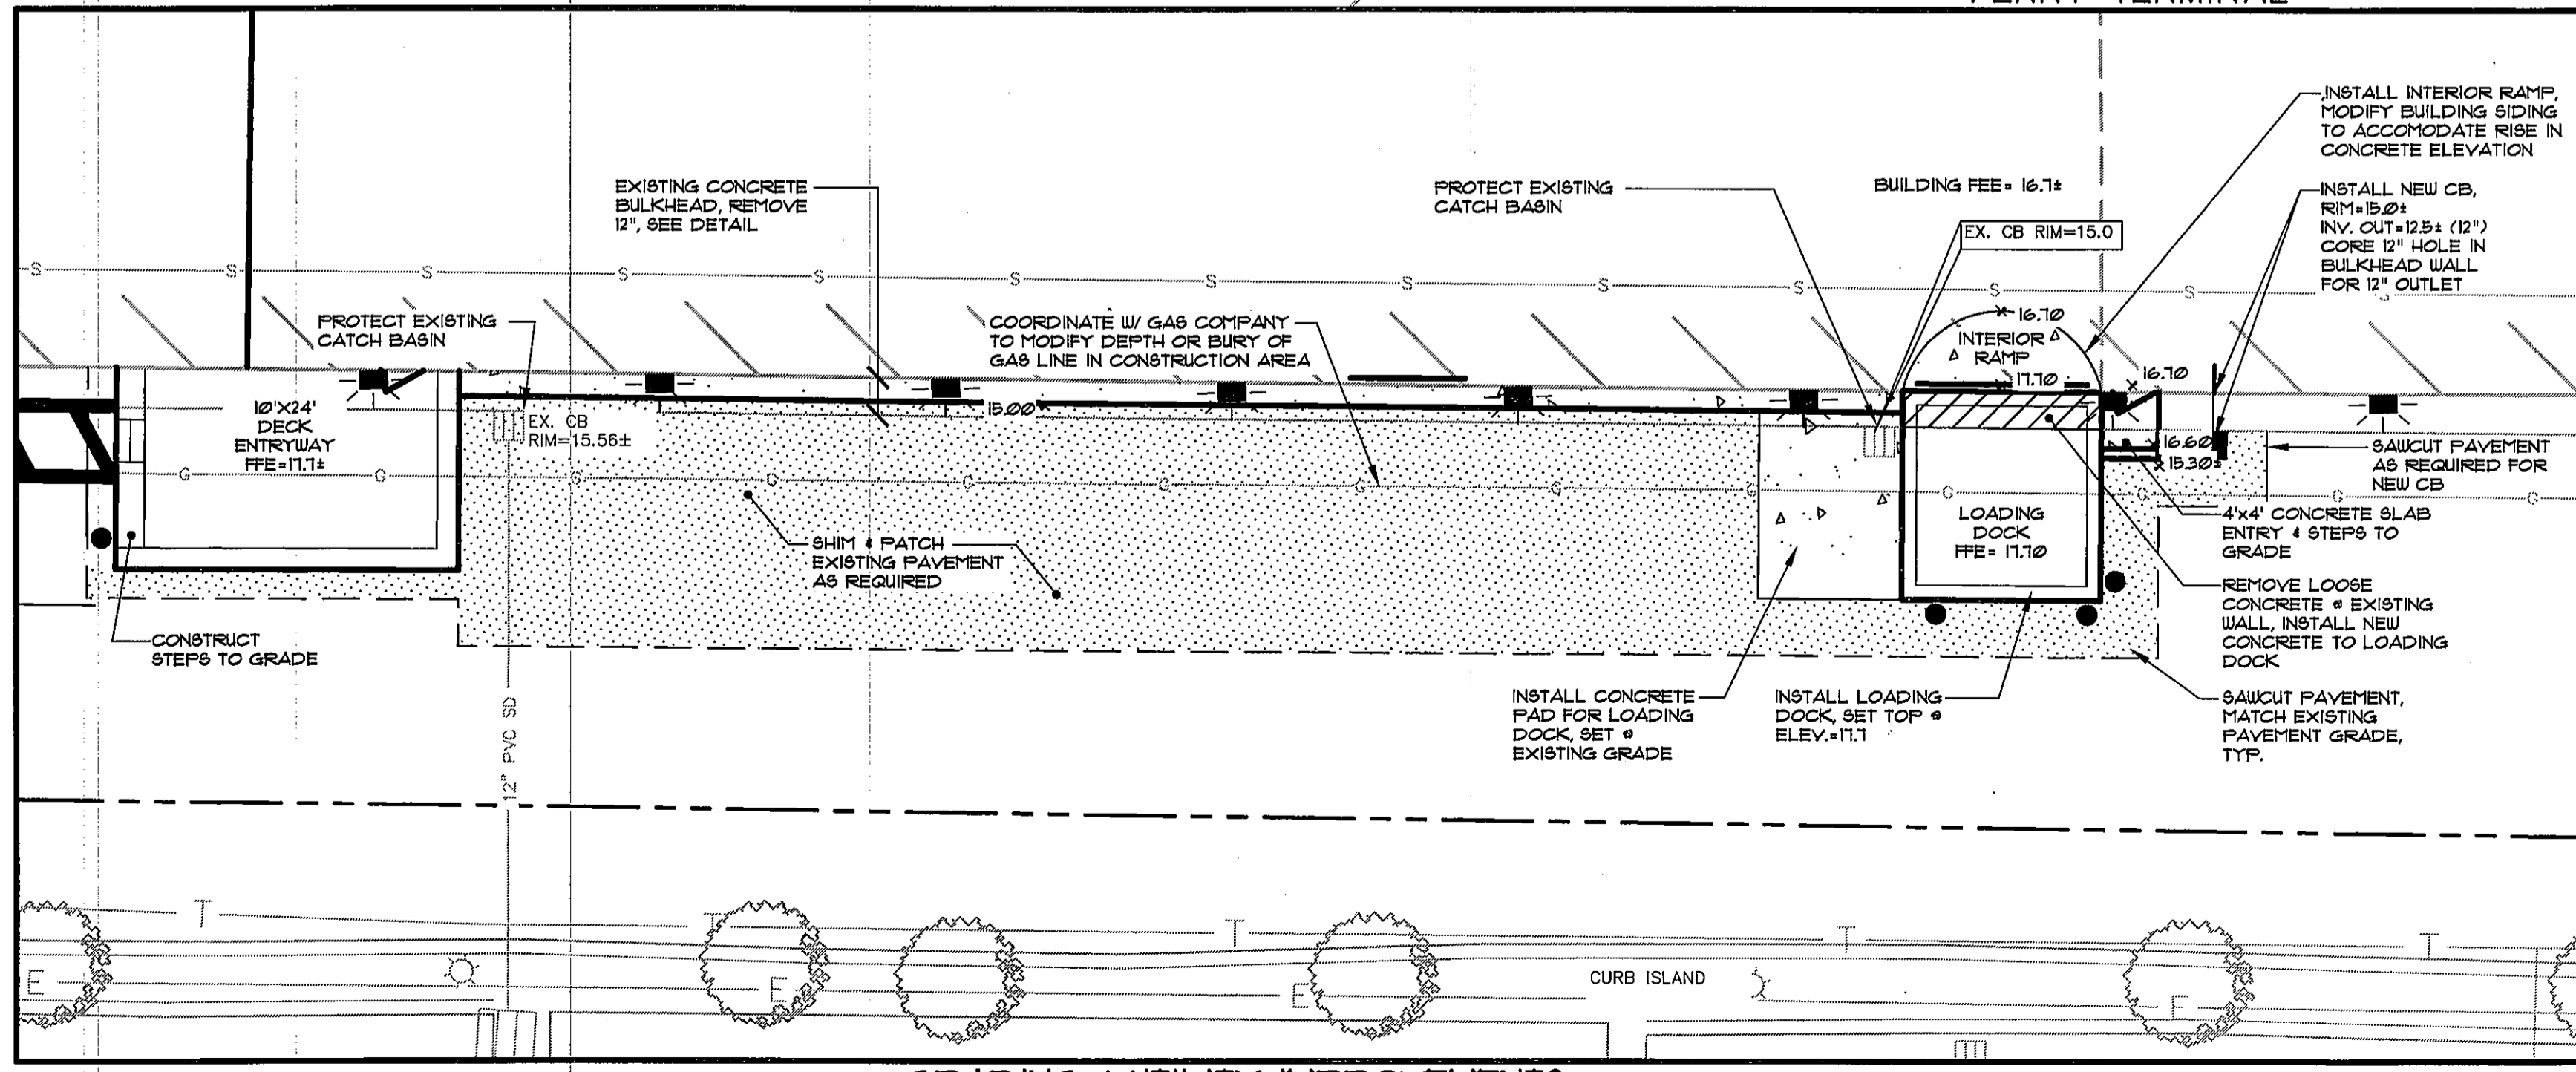 EXISTING CONCRETE
BULKHEAD, REMOVE
12", SEE DETAIL
PROTECT EXISTING
CATCH BASIN
BUILDING FEE= 16.7±
EX. CB RIM=15.0
INSTALL INTERIOR RAMP,
MODIFY BUILDING SIDING
TO ACCOMODATE RISE IN
CONCRETE ELEVATION
INSTALL NEW CB,
RIM=15.0±
INV. OUT=12.5± (12")
CORE 12" HOLE IN
BULKHEAD WALL
FOR 12" OUTLET
S S S S S S S S S S S S
PROTECT EXISTING
CATCH BASIN
COORDINATE W/ GAS COMPANY
TO MODIFY DEPTH OR BURY OF
GAS LINE IN CONSTRUCTION AREA
16.70
INTERIOR
RAMP
17.70
16.70
10'X24'
DECK
ENTRYWAY
FFE=17.7±
EX. CB
RIM=15.56±
15.00
16.60
15.30±
SAWCUT PAVEMENT
AS REQUIRED FOR
NEW CB
G G G G G G G G G G G G G
LOADING
DOCK
FFE= 17.70
4'x4' CONCRETE SLAB
ENTRY & STEPS TO
GRADE
SHIM & PATCH
EXISTING PAVEMENT
AS REQUIRED
REMOVE LOOSE
CONCRETE @ EXISTING
WALL, INSTALL NEW
CONCRETE TO LOADING
DOCK
CONSTRUCT
STEPS TO GRADE
12" PVC SD
INSTALL CONCRETE
PAD FOR LOADING
DOCK, SET @
EXISTING GRADE
INSTALL LOADING
DOCK, SET TOP @
ELEV.=17.7
SAWCUT PAVEMENT,
MATCH EXISTING
PAVEMENT GRADE,
TYP.
T T T T T
E E E E
CURB ISLAND